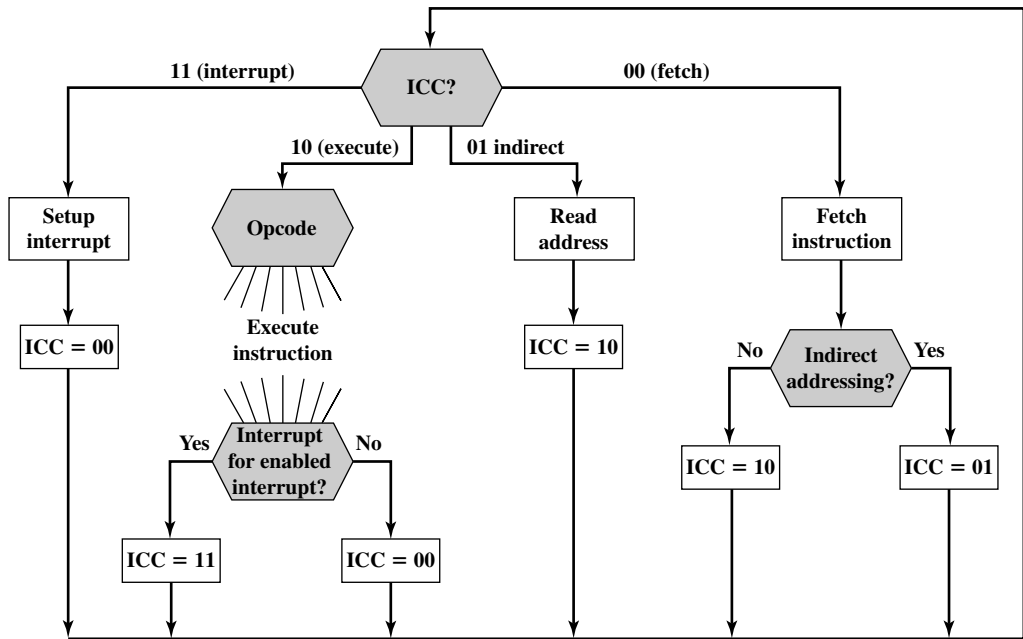 ICC?
11 (interrupt)
00 (fetch)
10 (execute)
01 indirect
Setup
interrupt
Opcode
Read
address
Fetch
instruction
ICC = 00
Execute
instruction
ICC = 10
No
Indirect
addressing?
Yes
Yes
Interrupt
for enabled
interrupt?
No
ICC = 10
ICC = 01
ICC = 11
ICC = 00